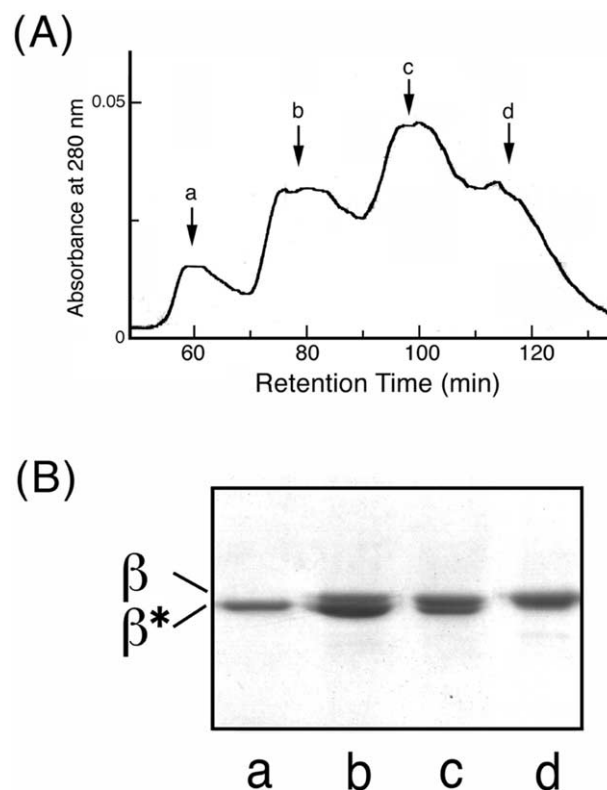 (A)
Absorbance at 280 nm
0.05
0
a
b
c
d
60 80 100 120
Retention Time (min)
(B)
β
β*
a b c d